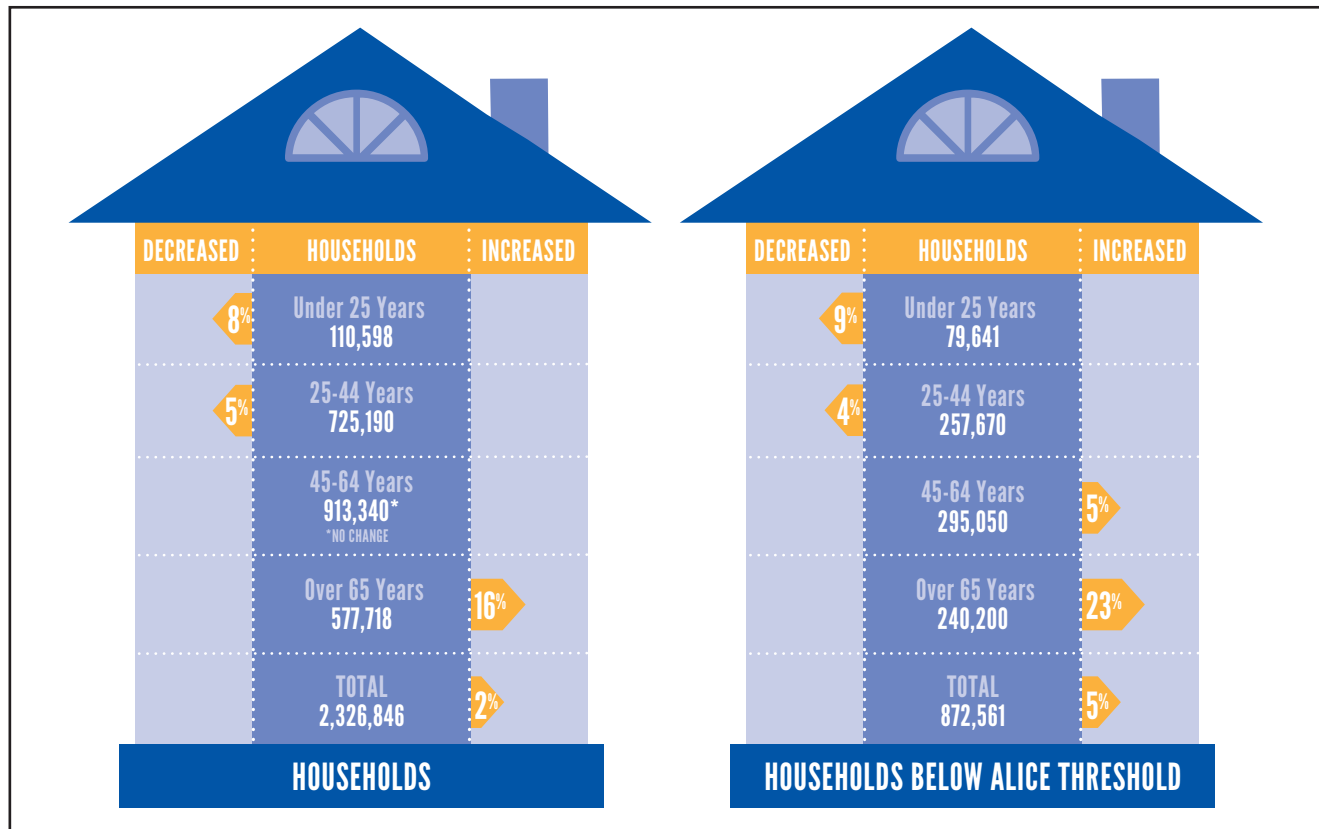 DECREASED HOUSEHOLDS INCREASED
8% Under 25 Years
110,598
5% 25-44 Years
725,190
45-64 Years
913,340*
*NO CHANGE
Over 65 Years 16%
577,718
TOTAL 2%
2,326,846
HOUSEHOLDS
DECREASED HOUSEHOLDS INCREASED
9% Under 25 Years
79,641
4% 25-44 Years
257,670
45-64 Years 5%
295,050
Over 65 Years 23%
240,200
TOTAL 5%
872,561
HOUSEHOLDS BELOW ALICE THRESHOLD